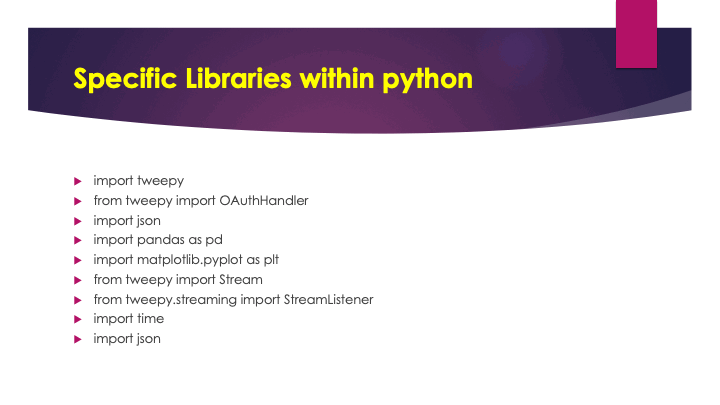 Specific Libraries within python
import tweepy
from tweepy import OAuthHandler
import json
import pandas as pd
import matplotlib.pyplot as plt
from tweepy import Stream
from tweepy.streaming import StreamListener
import time
import json